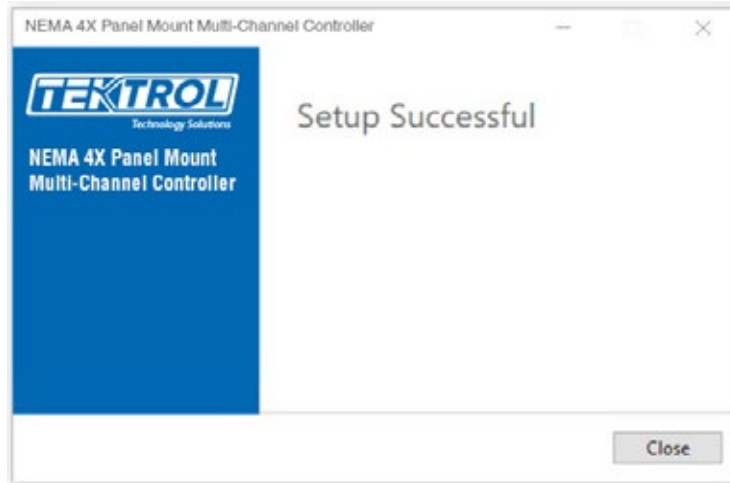 NEMA 4X Panel Mount Multi-Channel Controller
TEKTROL
Technology Solutions
NEMA 4X Panel Mount
Multi-Channel Controller
Setup Successful
Close